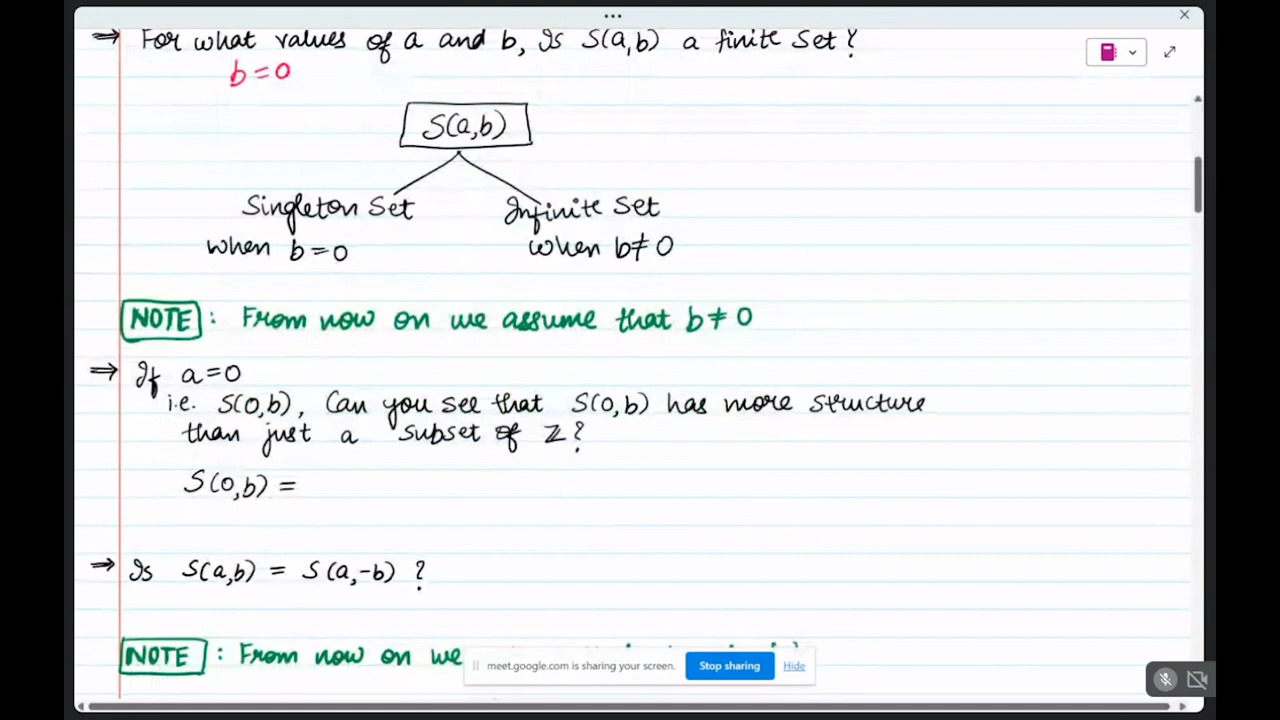 ⇒ For what values of a and b, Is S(a,b) a finite set?
b = 0
S(a,b)
Singleton Set Infinite Set
when b = 0 when b ≠ 0
NOTE : From now on we assume that b ≠ 0
⇒ If a = 0
i.e. S(0,b), Can you see that S(0,b) has more structure
than just a subset of ℤ?
S(0,b) =
⇒ Is S(a,b) = S(a,-b) ?
NOTE : From now on we
meet.google.com is sharing your screen. Stop sharing Hide